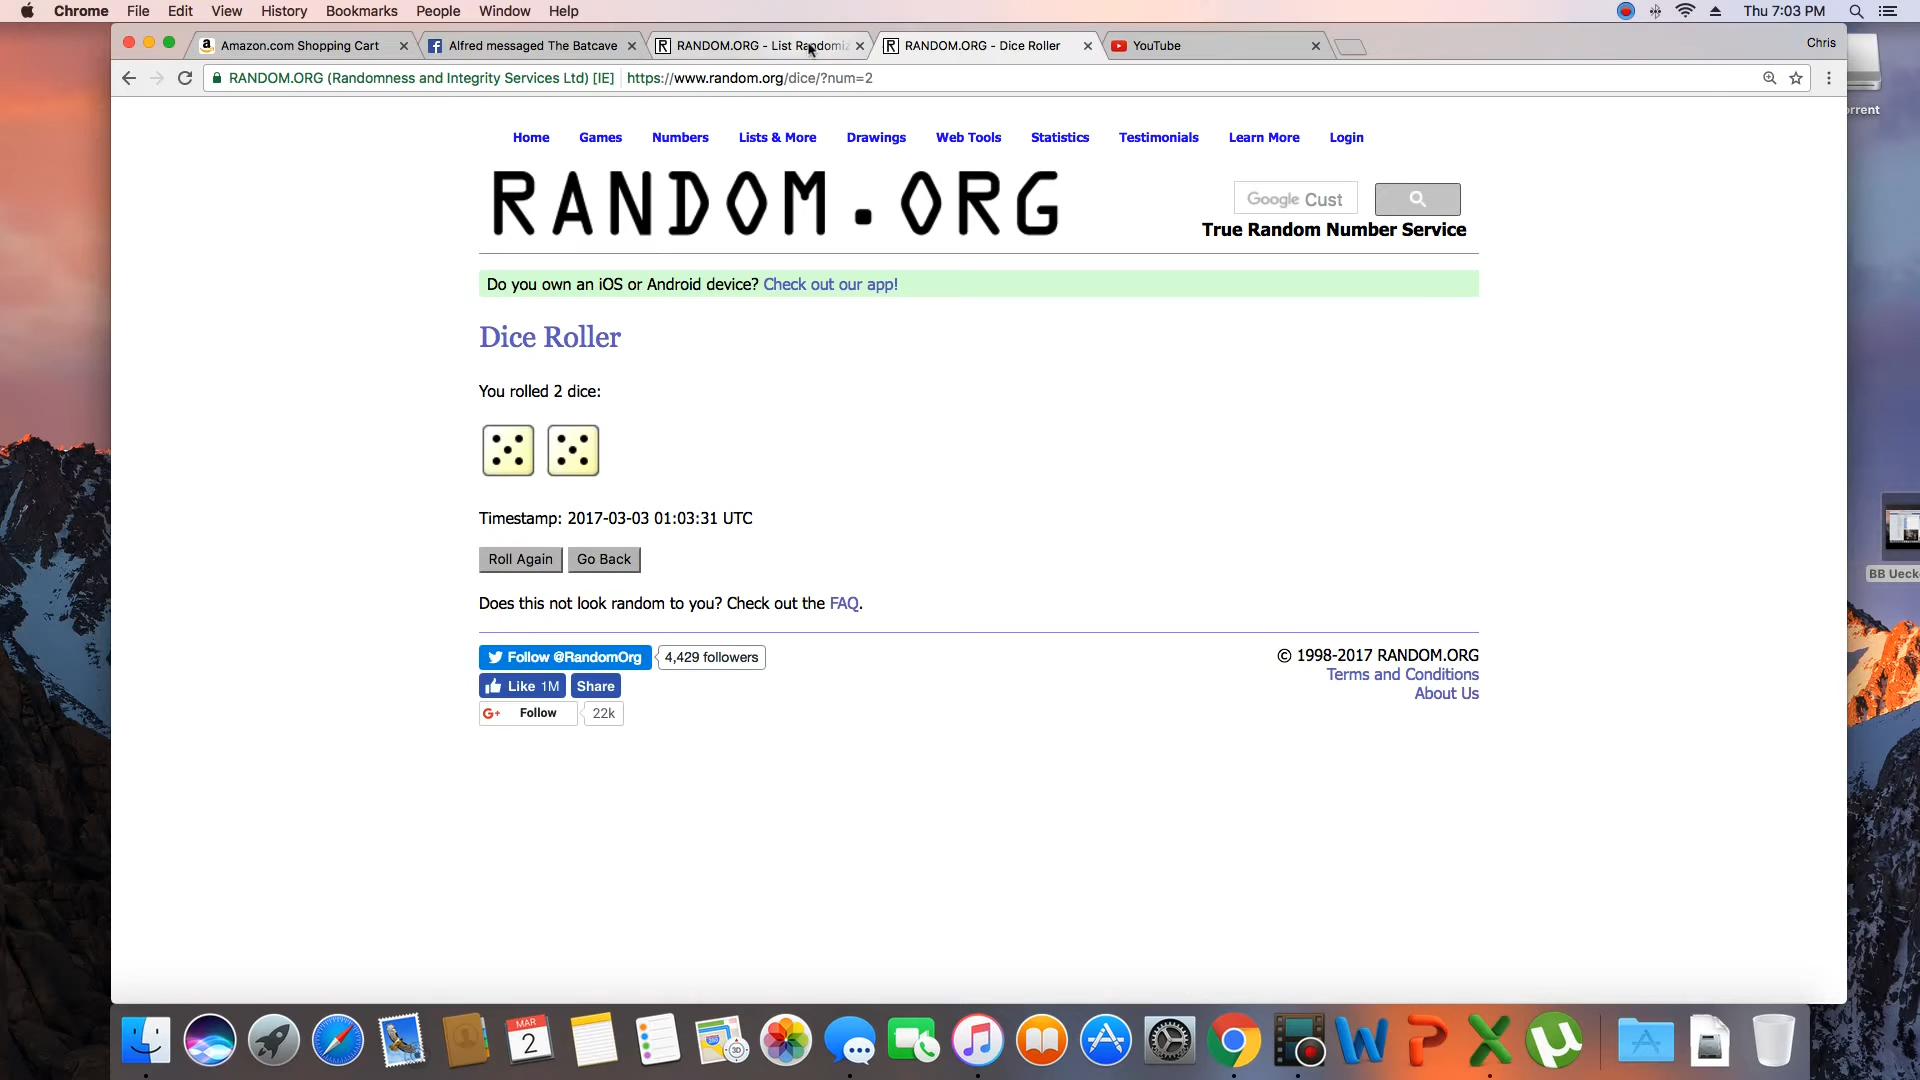 Chrome File Edit View History Bookmarks People Window Help Thu 7:03 PM
Amazon.com Shopping Cart Alfred messaged The Batcave RANDOM.ORG - List Randomiz RANDOM.ORG - Dice Roller YouTube Chris
RANDOM.ORG (Randomness and Integrity Services Ltd) [IE] https://www.random.org/dice/?num=2
orrent
Home Games Numbers Lists & More Drawings Web Tools Statistics Testimonials Learn More Login
RANDOM.ORG
Google Cust
True Random Number Service
Do you own an iOS or Android device? Check out our app!
Dice Roller
You rolled 2 dice:
Timestamp: 2017-03-03 01:03:31 UTC
Roll Again Go Back
BB Ueck
Does this not look random to you? Check out the FAQ.
Follow @RandomOrg 4,429 followers
Like 1M Share
G+ Follow 22k
© 1998-2017 RANDOM.ORG
Terms and Conditions
About Us
MAR
2
3D